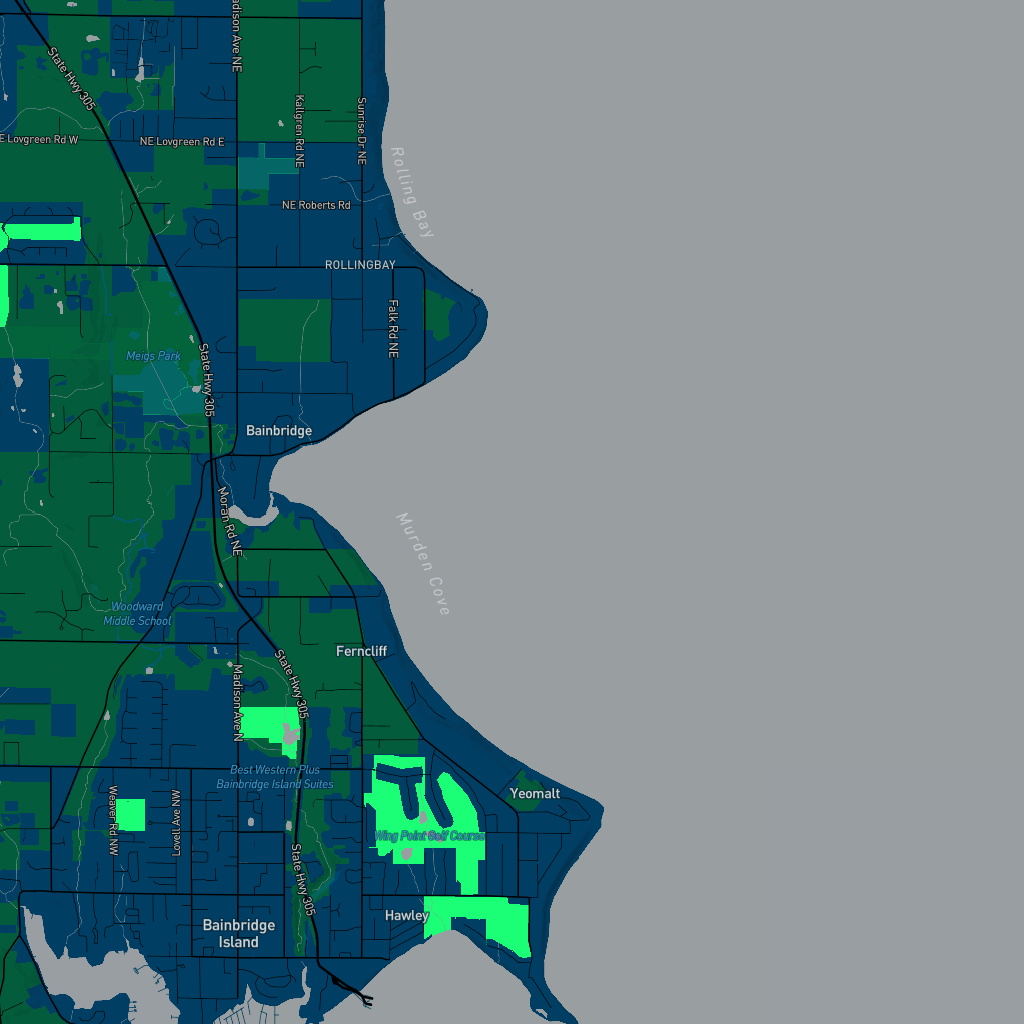 Madison Ave NE
State Hwy 305
Kallgren Rd NE
Sunrise Dr NE
E Lovgreen Rd W
NE Lovgreen Rd E
Rolling Bay
NE Roberts Rd
ROLLINGBAY
Falk Rd NE
Meigs Park
State Hwy 305
Bainbridge
Moran Rd NE
Murden Cove
Woodward
Middle School
Ferncliff
State Hwy 305
Madison Ave N
Best Western Plus
Bainbridge Island Suites
Yeomalt
Weaver Rd NW
Lovell Ave NW
Wing Point Golf Course
State Hwy 305
Hawley
Bainbridge
Island